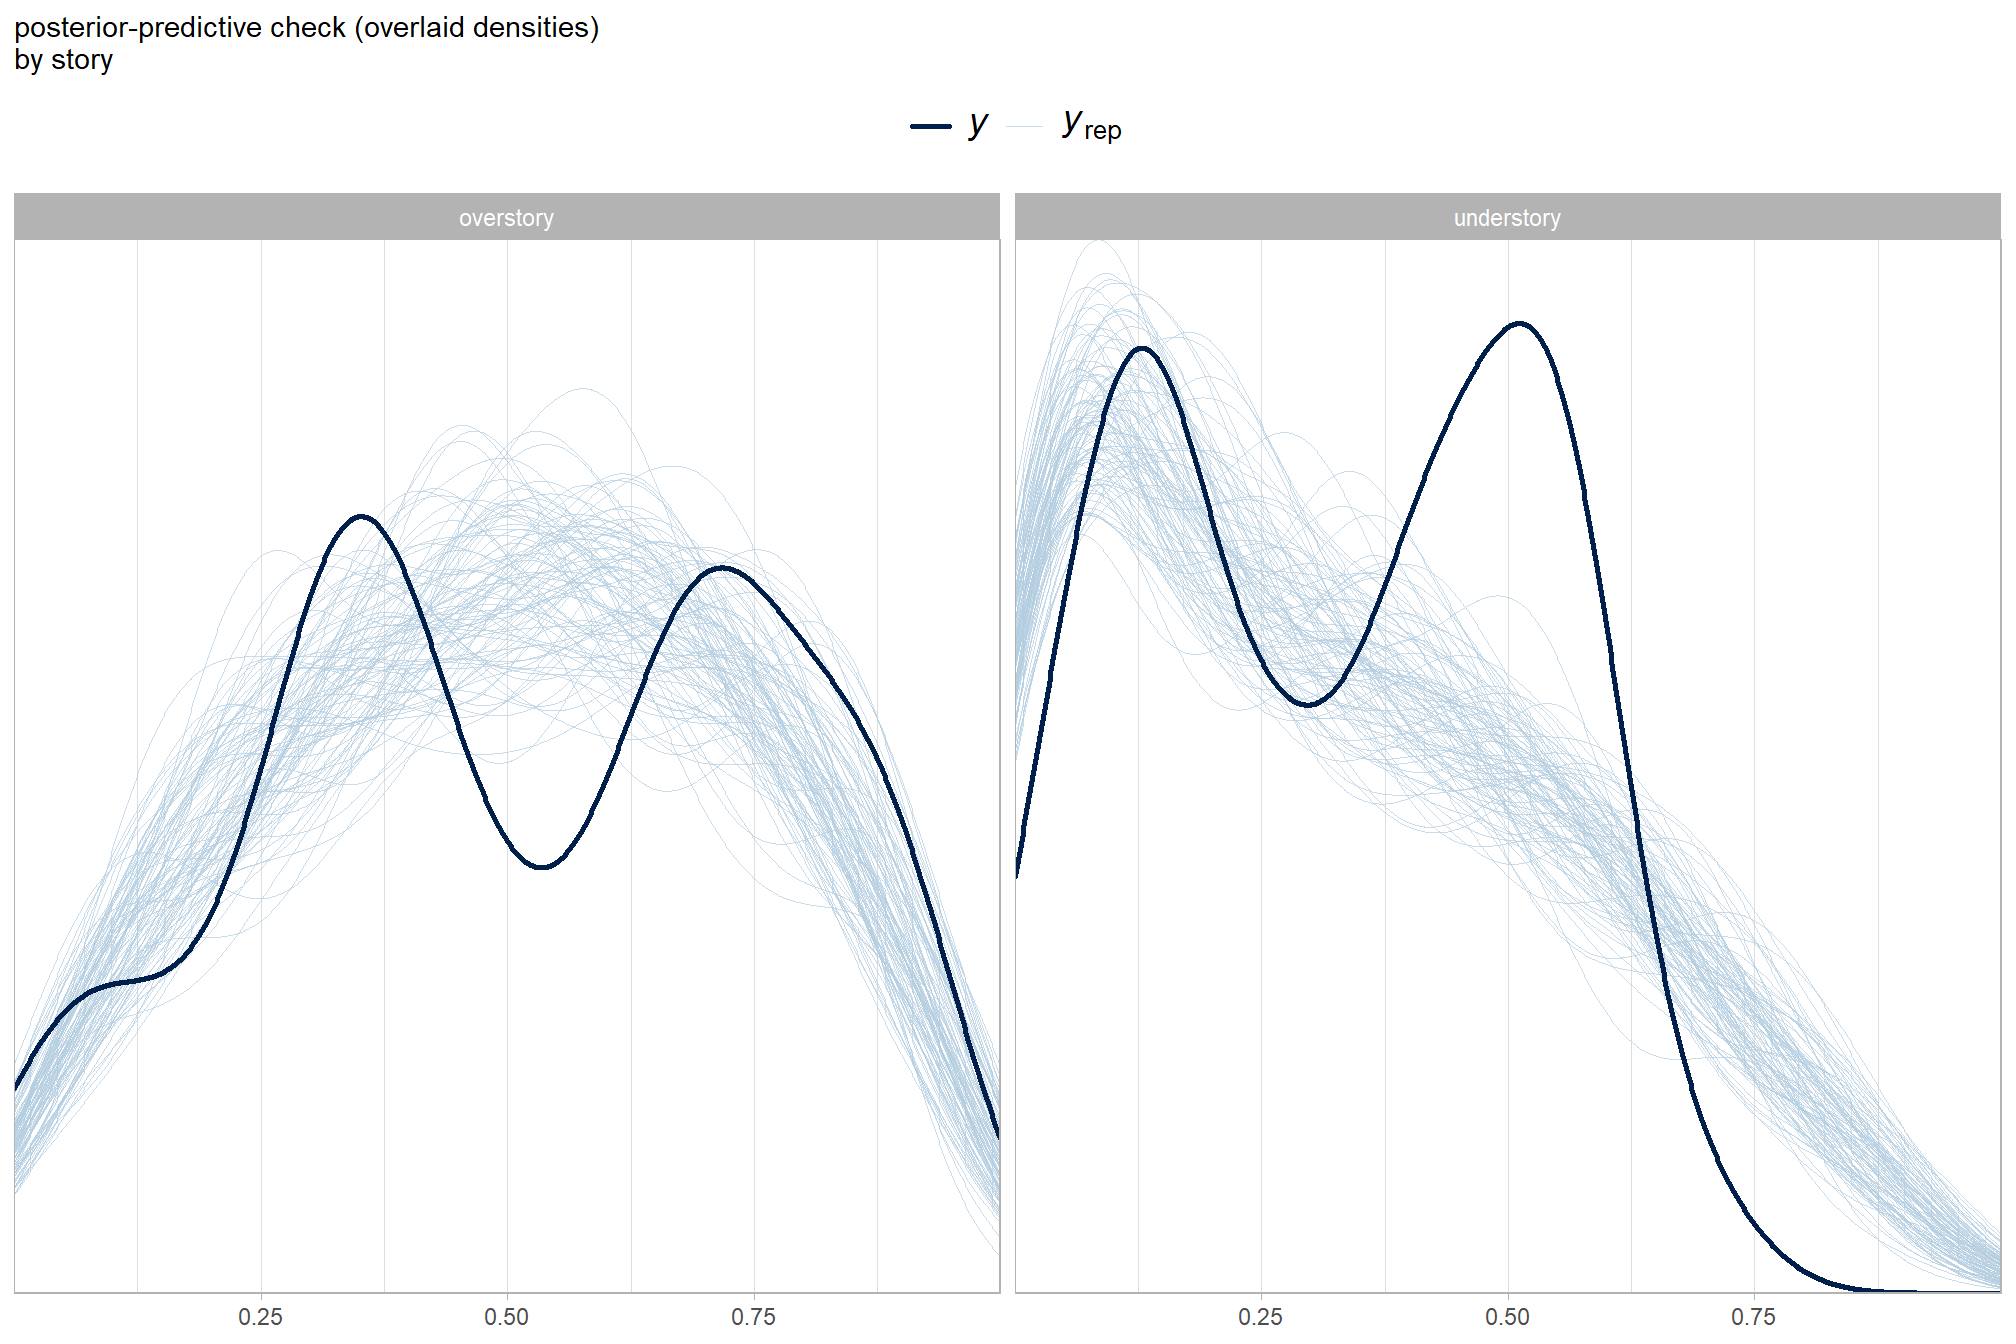 posterior-predictive check (overlaid densities)
by story
y y rep
overstory understory
0.25 0.50 0.75 0.25 0.50 0.75